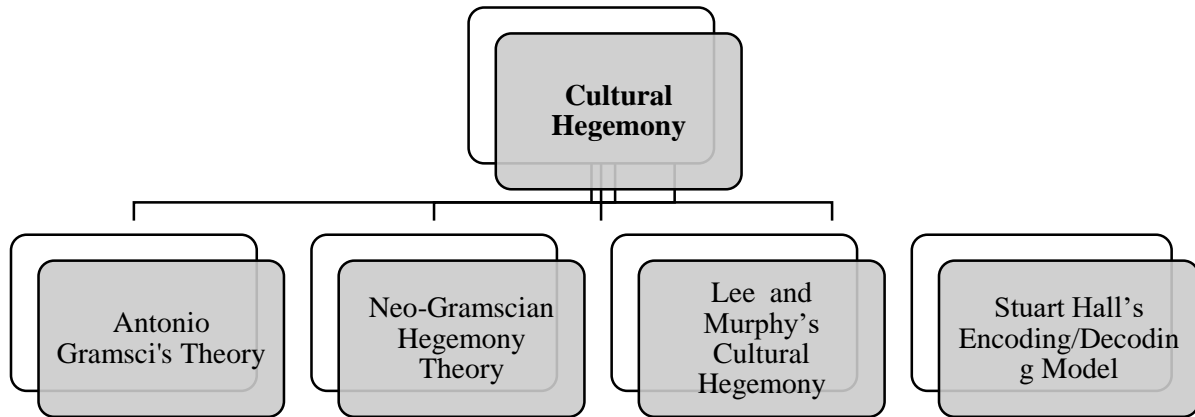 Cultural
Hegemony
Antonio
Gramsci's Theory
Neo-Gramscian
Hegemony
Theory
Lee and
Murphy’s
Cultural
Hegemony
Stuart Hall’s
Encoding/Decodin
g Model